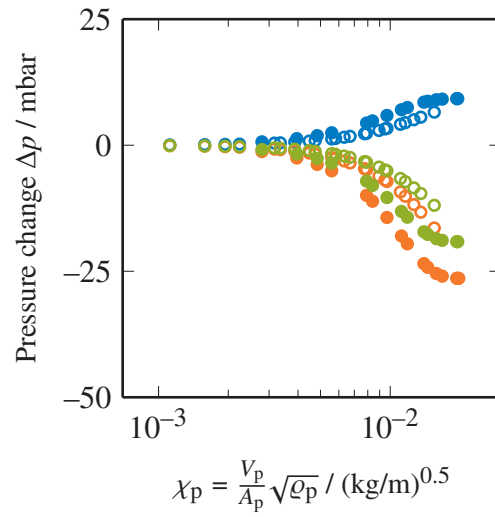 25
0
−25
−50
Pressure change Δp / mbar
10⁻³ 10⁻²
χₚ = Vₚ/Aₚ √ϱₚ / (kg/m)^0.5